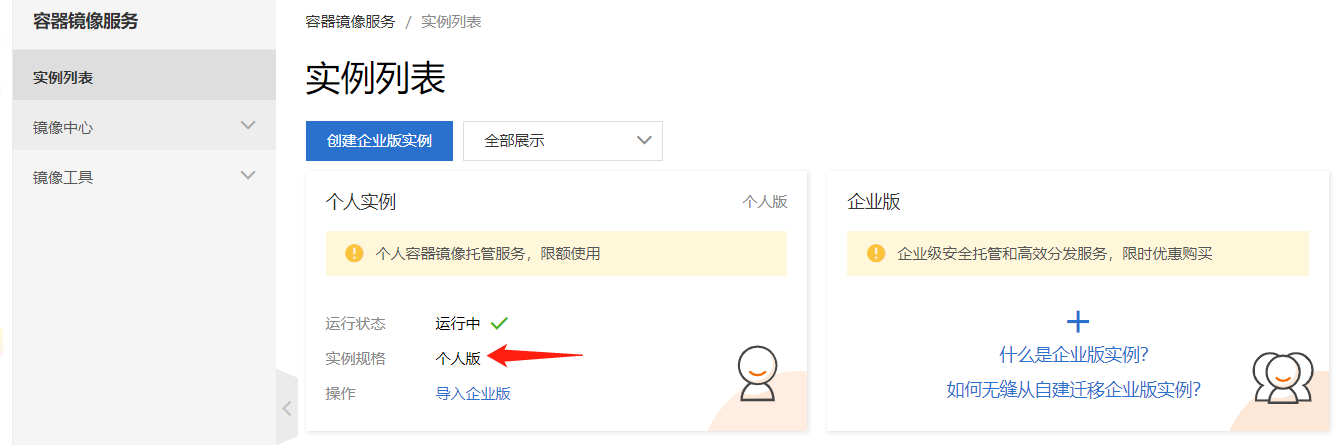 容器镜像服务
实例列表
镜像中心
镜像工具
容器镜像服务 / 实例列表
实例列表
创建企业版实例
全部展示
个人实例
个人版
个人容器镜像托管服务，限额使用
运行状态 运行中
实例规格 个人版
操作 导入企业版
企业版
企业级安全托管和高效分发服务，限时优惠购买
什么是企业版实例?
如何无缝从自建迁移企业版实例?